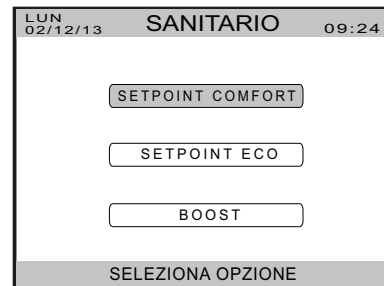 LUN
02/12/13 SANITARIO 09:24
SETPOINT COMFORT
SETPOINT ECO
BOOST
SELEZIONA OPZIONE